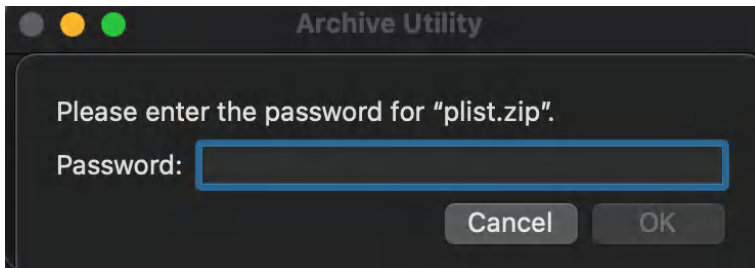 Archive Utility
Please enter the password for “plist.zip”.
Password:
Cancel OK